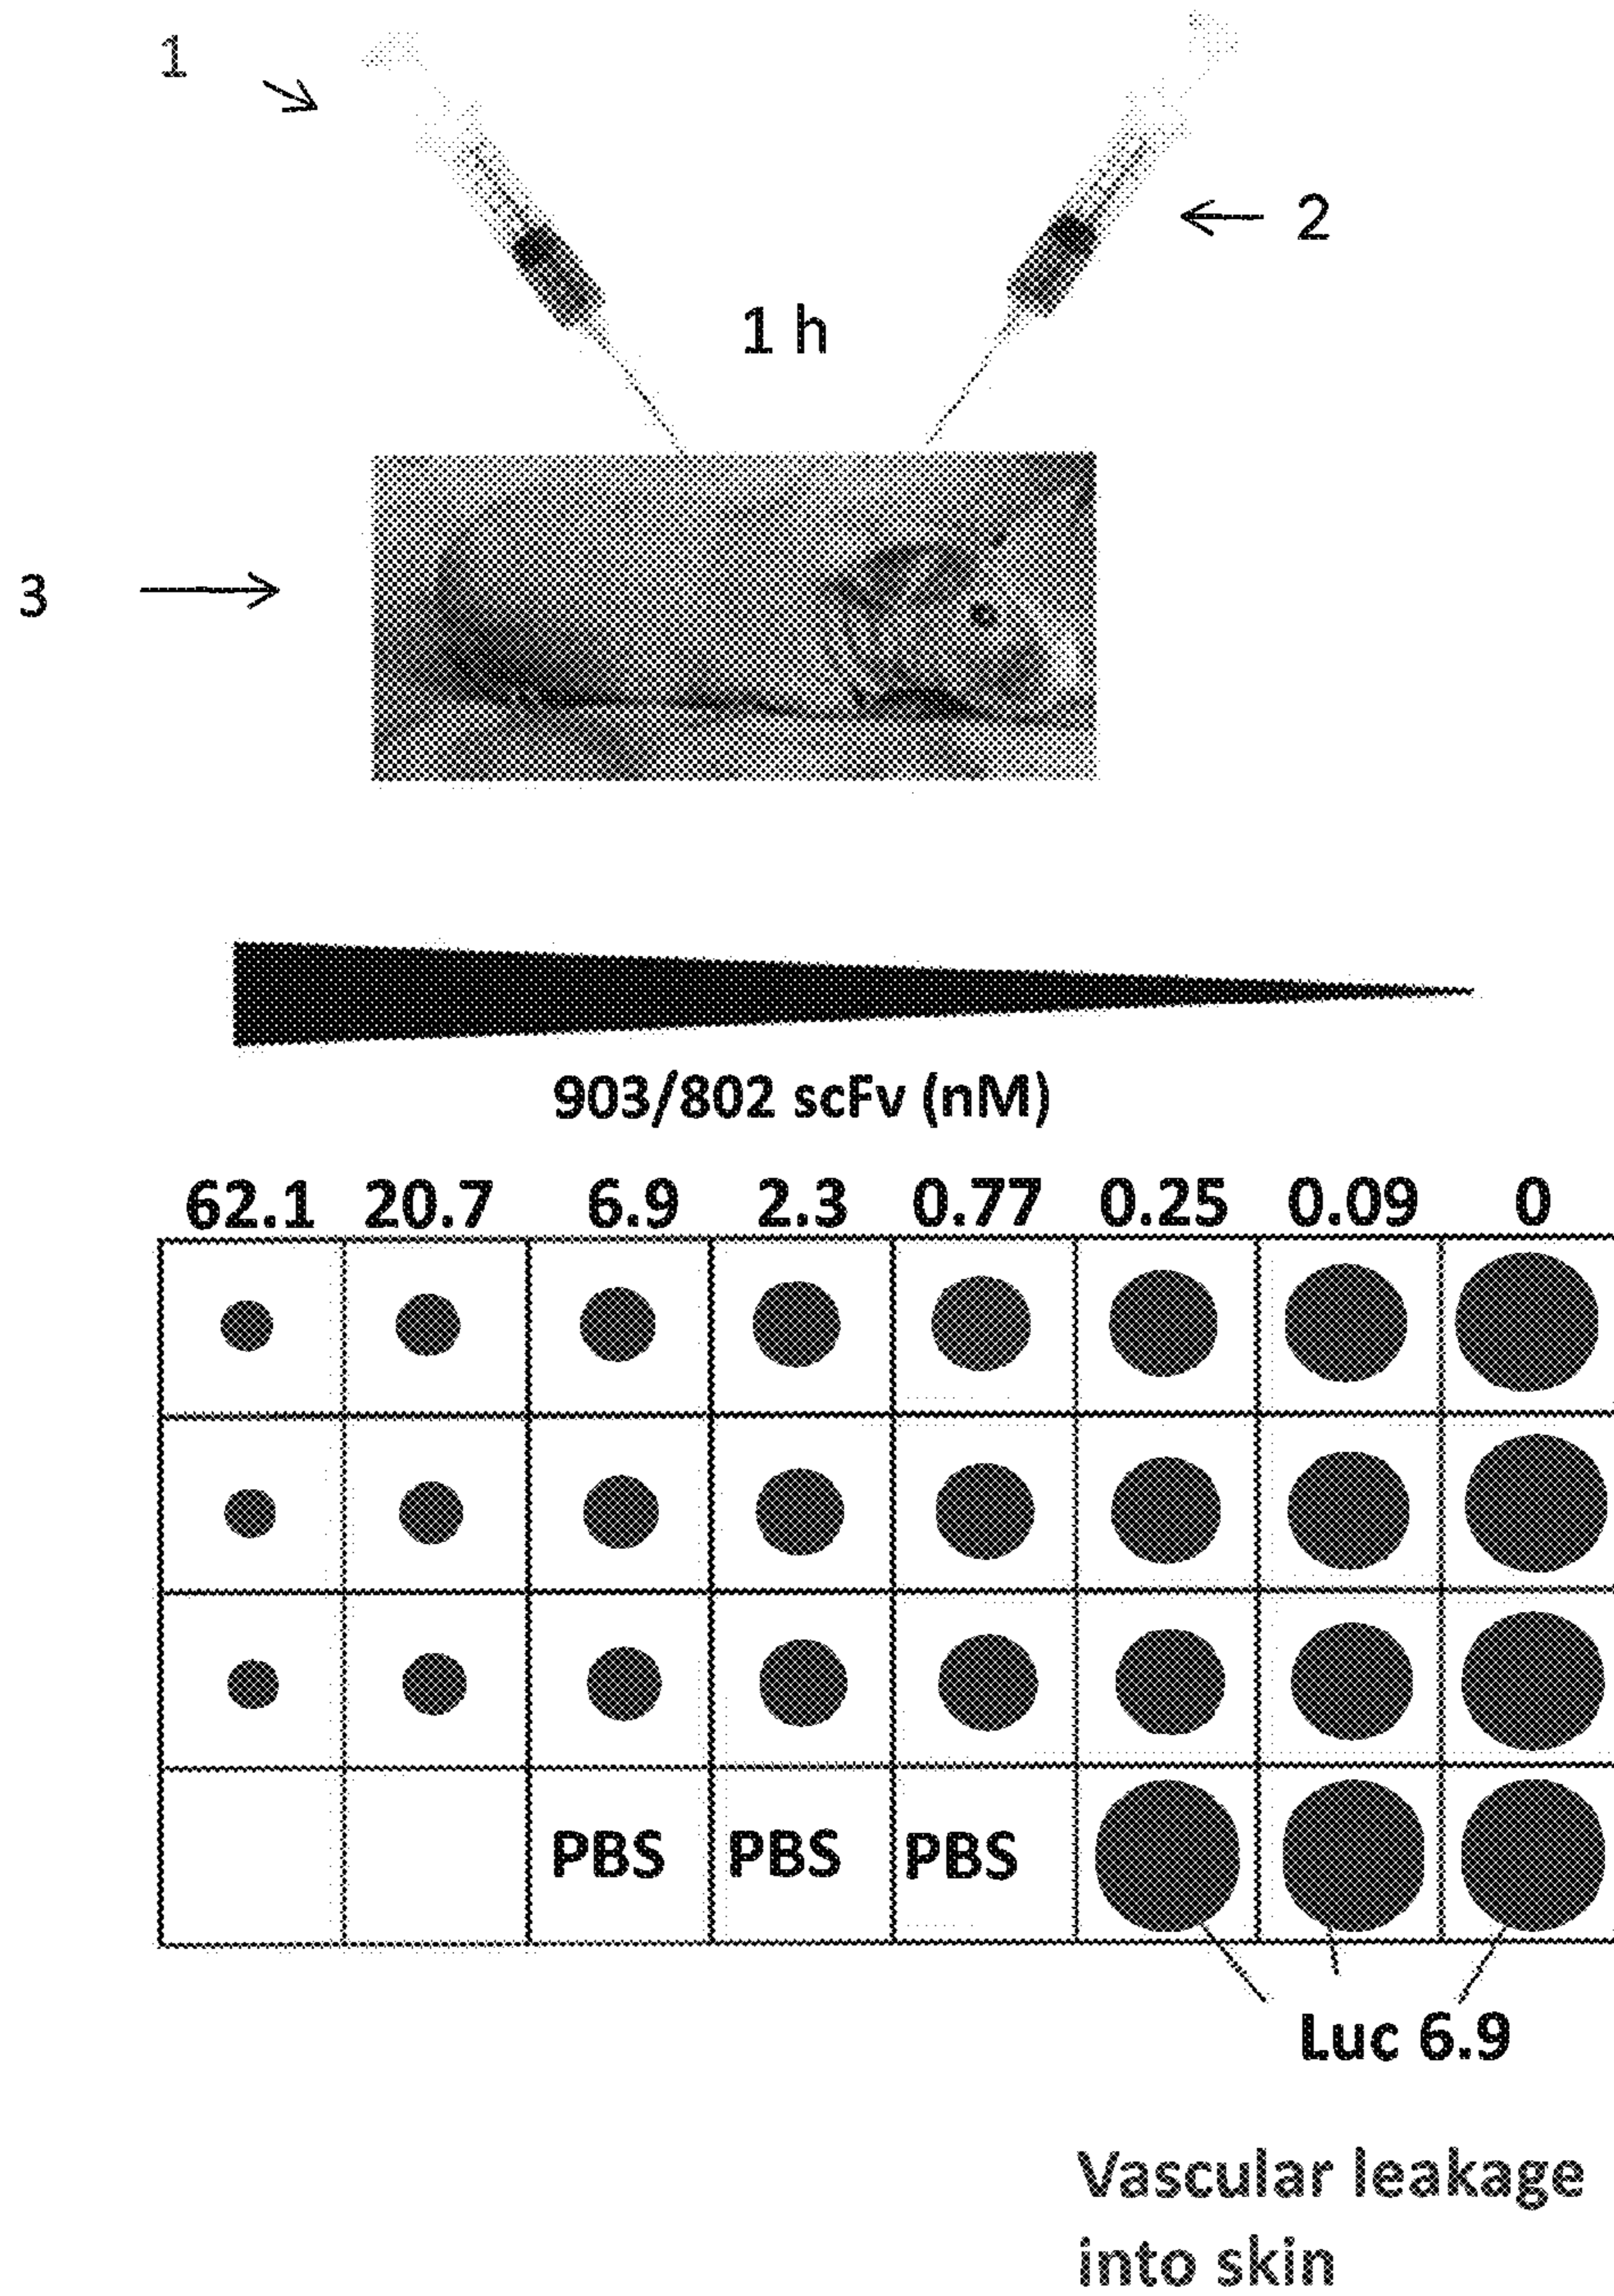 1
2
1 h
3
903/802 scFv (nM)
62.1 20.7 6.9 2.3 0.77 0.25 0.09 0
PBS PBS PBS
Luc 6.9
Vascular leakage
into skin